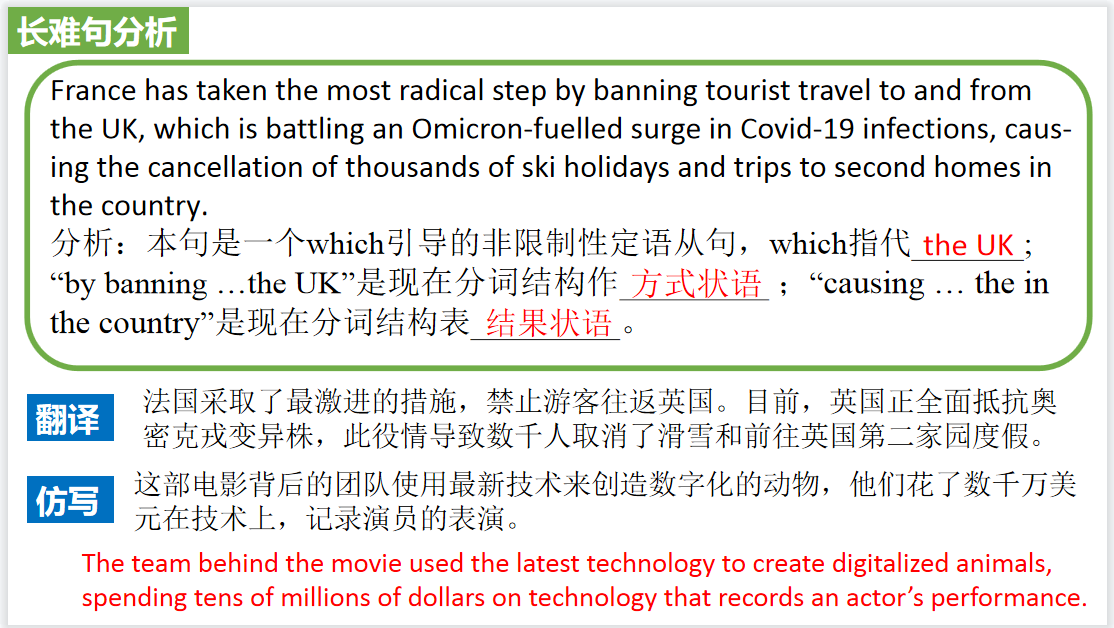 长难句分析
France has taken the most radical step by banning tourist travel to and from
the UK, which is battling an Omicron-fuelled surge in Covid-19 infections, caus-
ing the cancellation of thousands of ski holidays and trips to second homes in
the country.
分析：本句是一个which引导的非限制性定语从句，which指代 the UK ;
“by banning …the UK”是现在分词结构作 方式状语 ；“causing … the in
the country”是现在分词结构表 结果状语 。
翻译
法国采取了最激进的措施，禁止游客往返英国。目前，英国正全面抵抗奥
密克戎变异株，此役情导致数千人取消了滑雪和前往英国第二家园度假。
仿写
这部电影背后的团队使用最新技术来创造数字化的动物，他们花了数千万美
元在技术上，记录演员的表演。
The team behind the movie used the latest technology to create digitalized animals,
spending tens of millions of dollars on technology that records an actor’s performance.